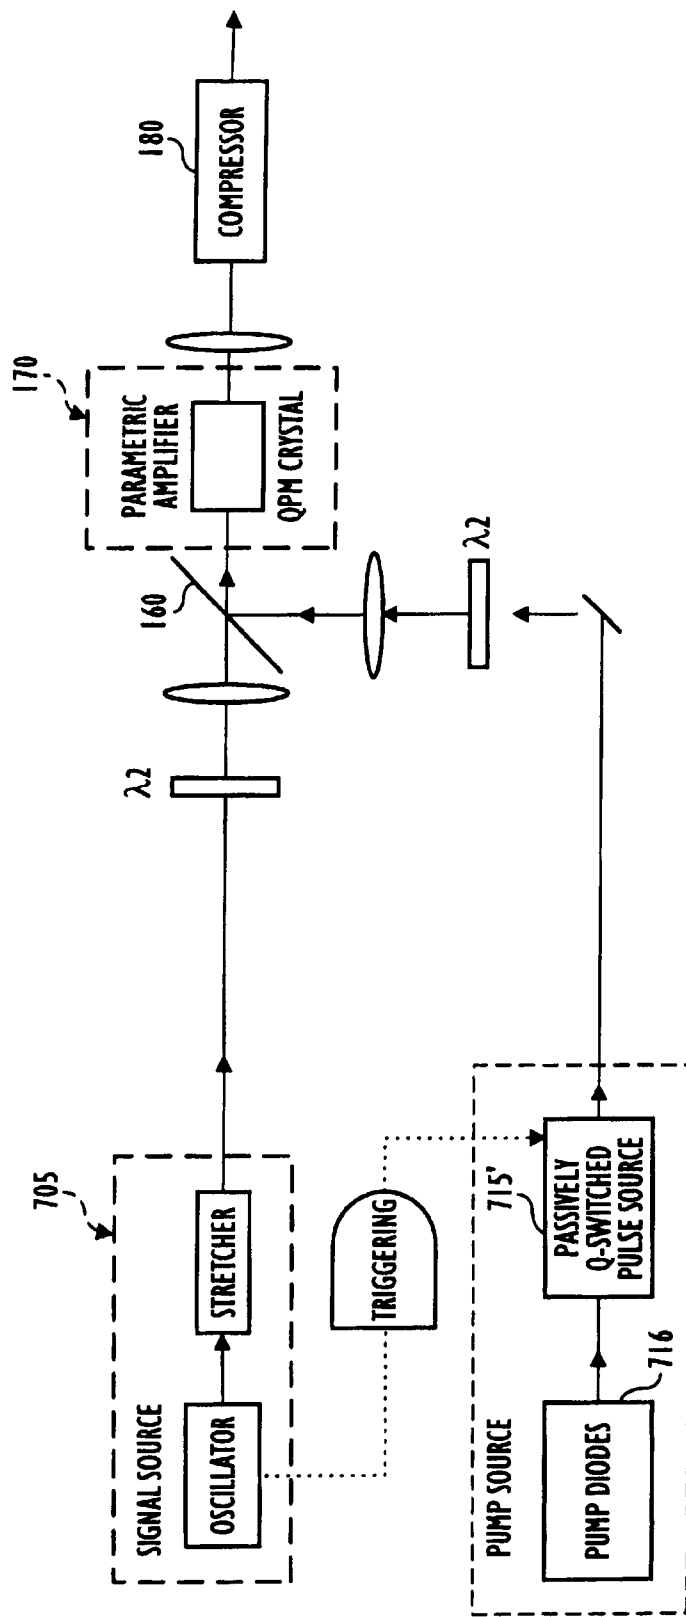 705
SIGNAL SOURCE
OSCILLATOR
STRETCHER
λ2
160
170
PARAMETRIC
AMPLIFIER
QPM CRYSTAL
180
COMPRESSOR
TRIGGERING
λ2
PUMP SOURCE
PUMP DIODES
716
715'
PASSIVELY
Q-SWITCHED
PULSE SOURCE